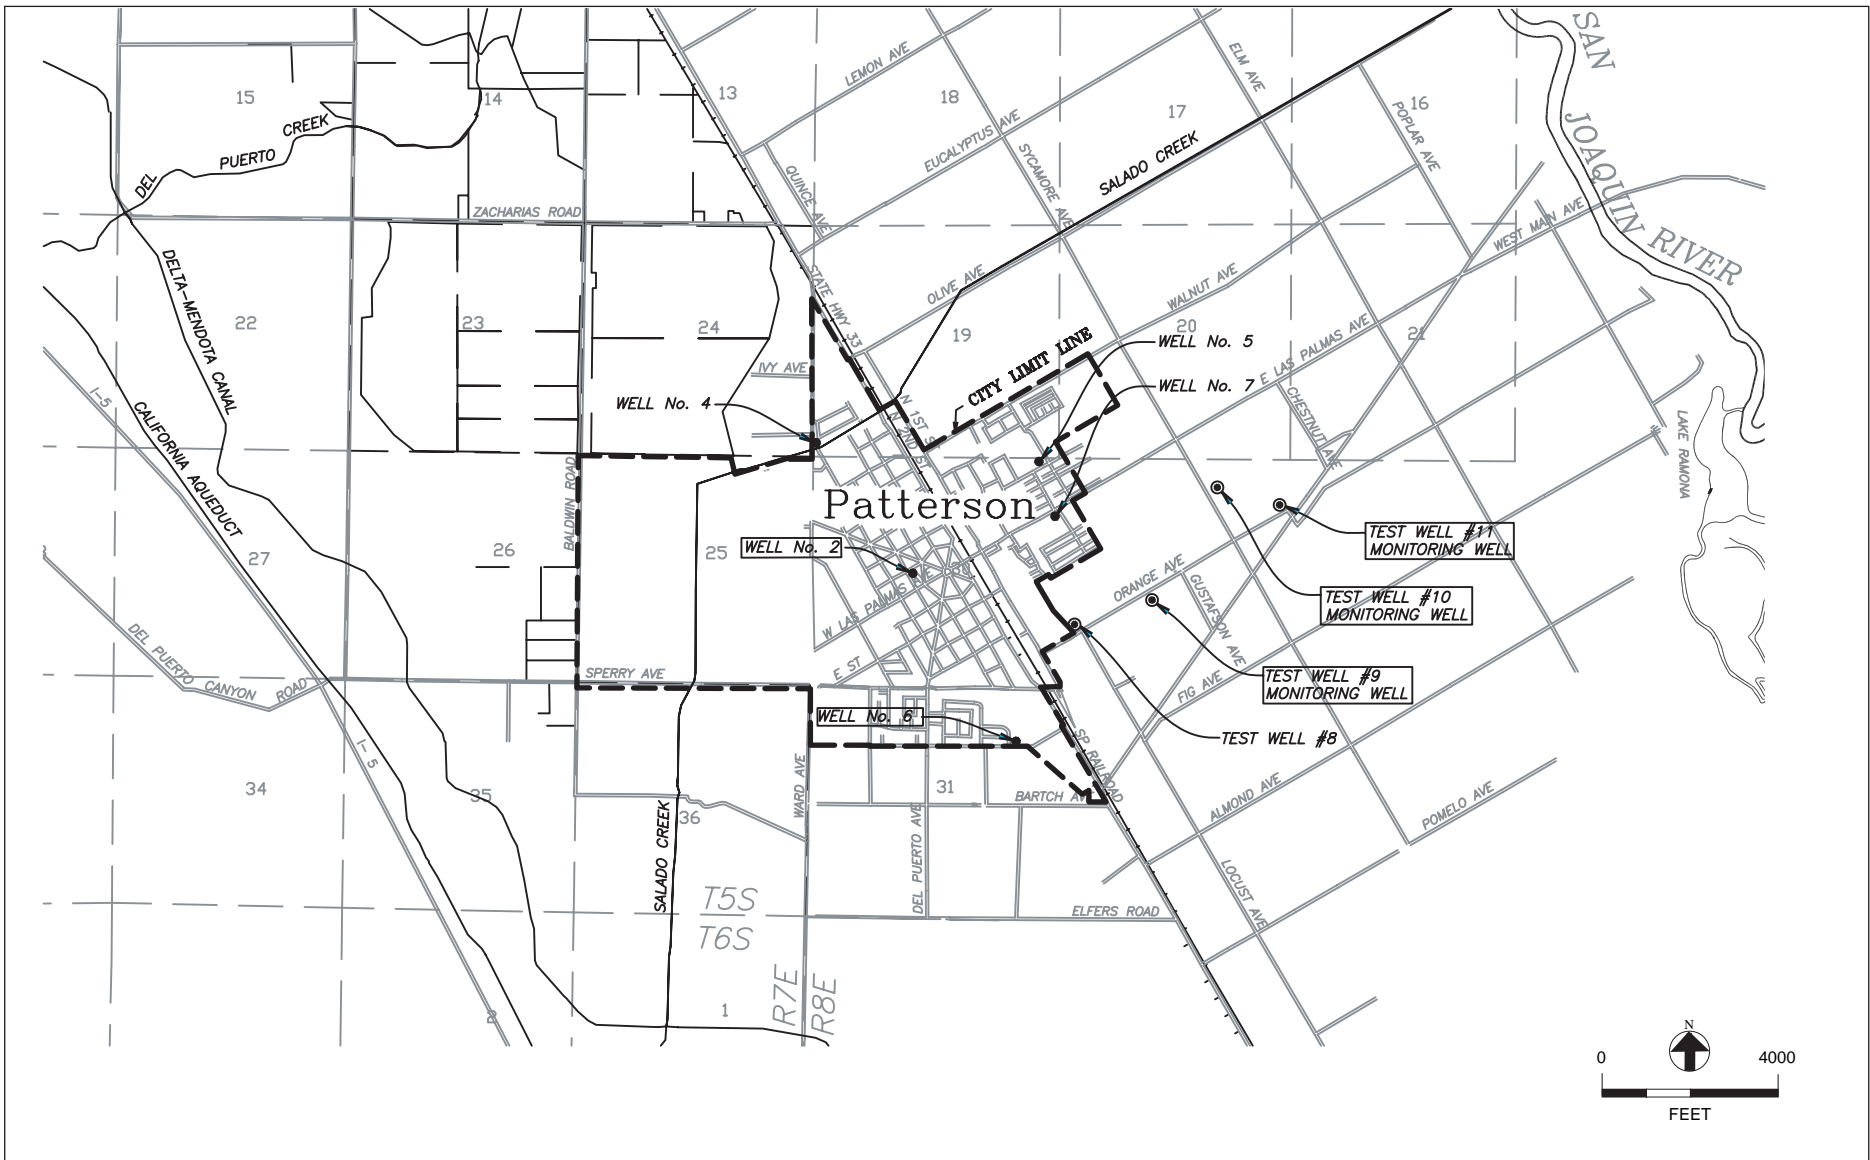 SAN
JOAQUIN
RIVER
15
14
13
18
17
16
LEMON AVE
ELM AVE
POPLAR AVE
EUCALYPTUS AVE
SYCAMORE AVE
QUINCE AVE
SALADO CREEK
DEL
PUERTO
CREEK
ZACHARIAS ROAD
WEST MAIN AVE
DELTA-MENDOTA CANAL
STATE HWY 33
OLIVE AVE
WALNUT AVE
22
23
24
19
20
21
CITY LIMIT LINE
WELL No. 5
E LAS PALMAS AVE
IVY AVE
WELL No. 7
CHESTNUT AVE
I-5
WELL No. 4
N 1ST ST
N 2ND ST
CALIFORNIA AQUEDUCT
LAKE RAMONA
BALDWIN ROAD
Patterson
TEST WELL #11
MONITORING WELL
27
26
25
WELL No. 2
30
ORANGE AVE
GUSTAFSON AVE
TEST WELL #10
MONITORING WELL
W LAS PALMAS AVE
DEL PUERTO
CANYON
ROAD
SPERRY AVE
E ST
FIG AVE
TEST WELL #9
MONITORING WELL
WELL No. 6
TEST WELL #8
SP RAILROAD
I-5
34
35
36
31
WARD AVE
BARTCH AVE
ALMOND AVE
POMELO AVE
SALADO CREEK
DEL PUERTO AVE
LOCUST AVE
T5S
T6S
ELFERS ROAD
R7E
R8E
1
2
N
0
4000
FEET